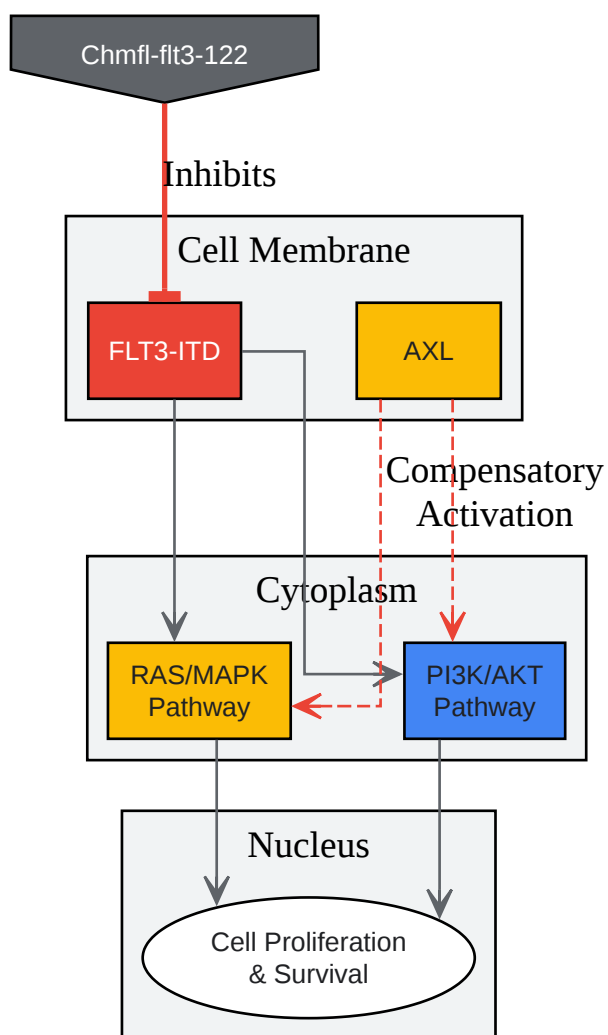 Chmfl-flt3-122
Inhibits
Cell Membrane
FLT3-ITD
AXL
Compensatory
Activation
Cytoplasm
RAS/MAPK
Pathway
PI3K/AKT
Pathway
Nucleus
Cell Proliferation
& Survival